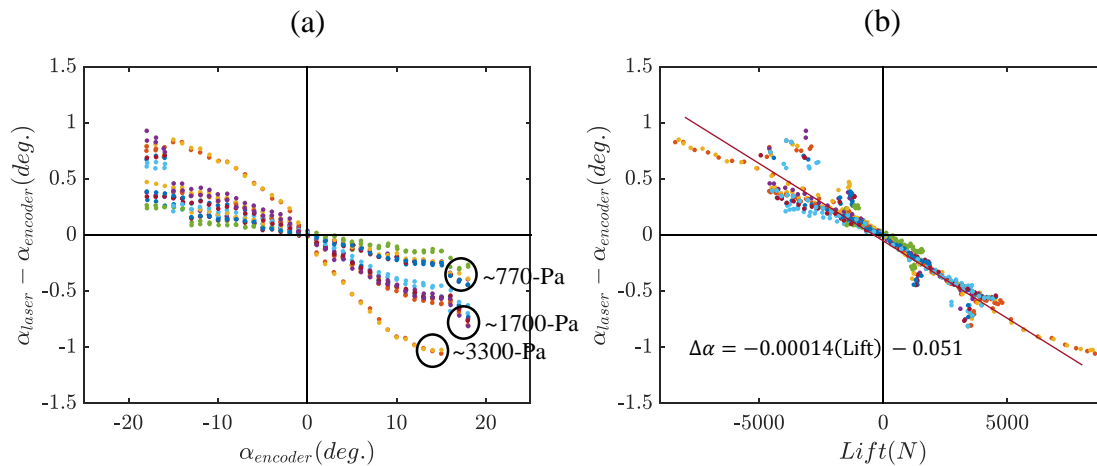 (a)
(b)
1.5
1
0.5
0
-0.5
-1
-1.5
α_laser − α_encoder(deg.)
~770-Pa
~1700-Pa
~3300-Pa
-20 -10 0 10 20
α_encoder(deg.)
1.5
1
0.5
0
-0.5
-1
-1.5
α_laser − α_encoder(deg.)
Δα = −0.00014(Lift) − 0.051
-5000 0 5000
Lift(N)